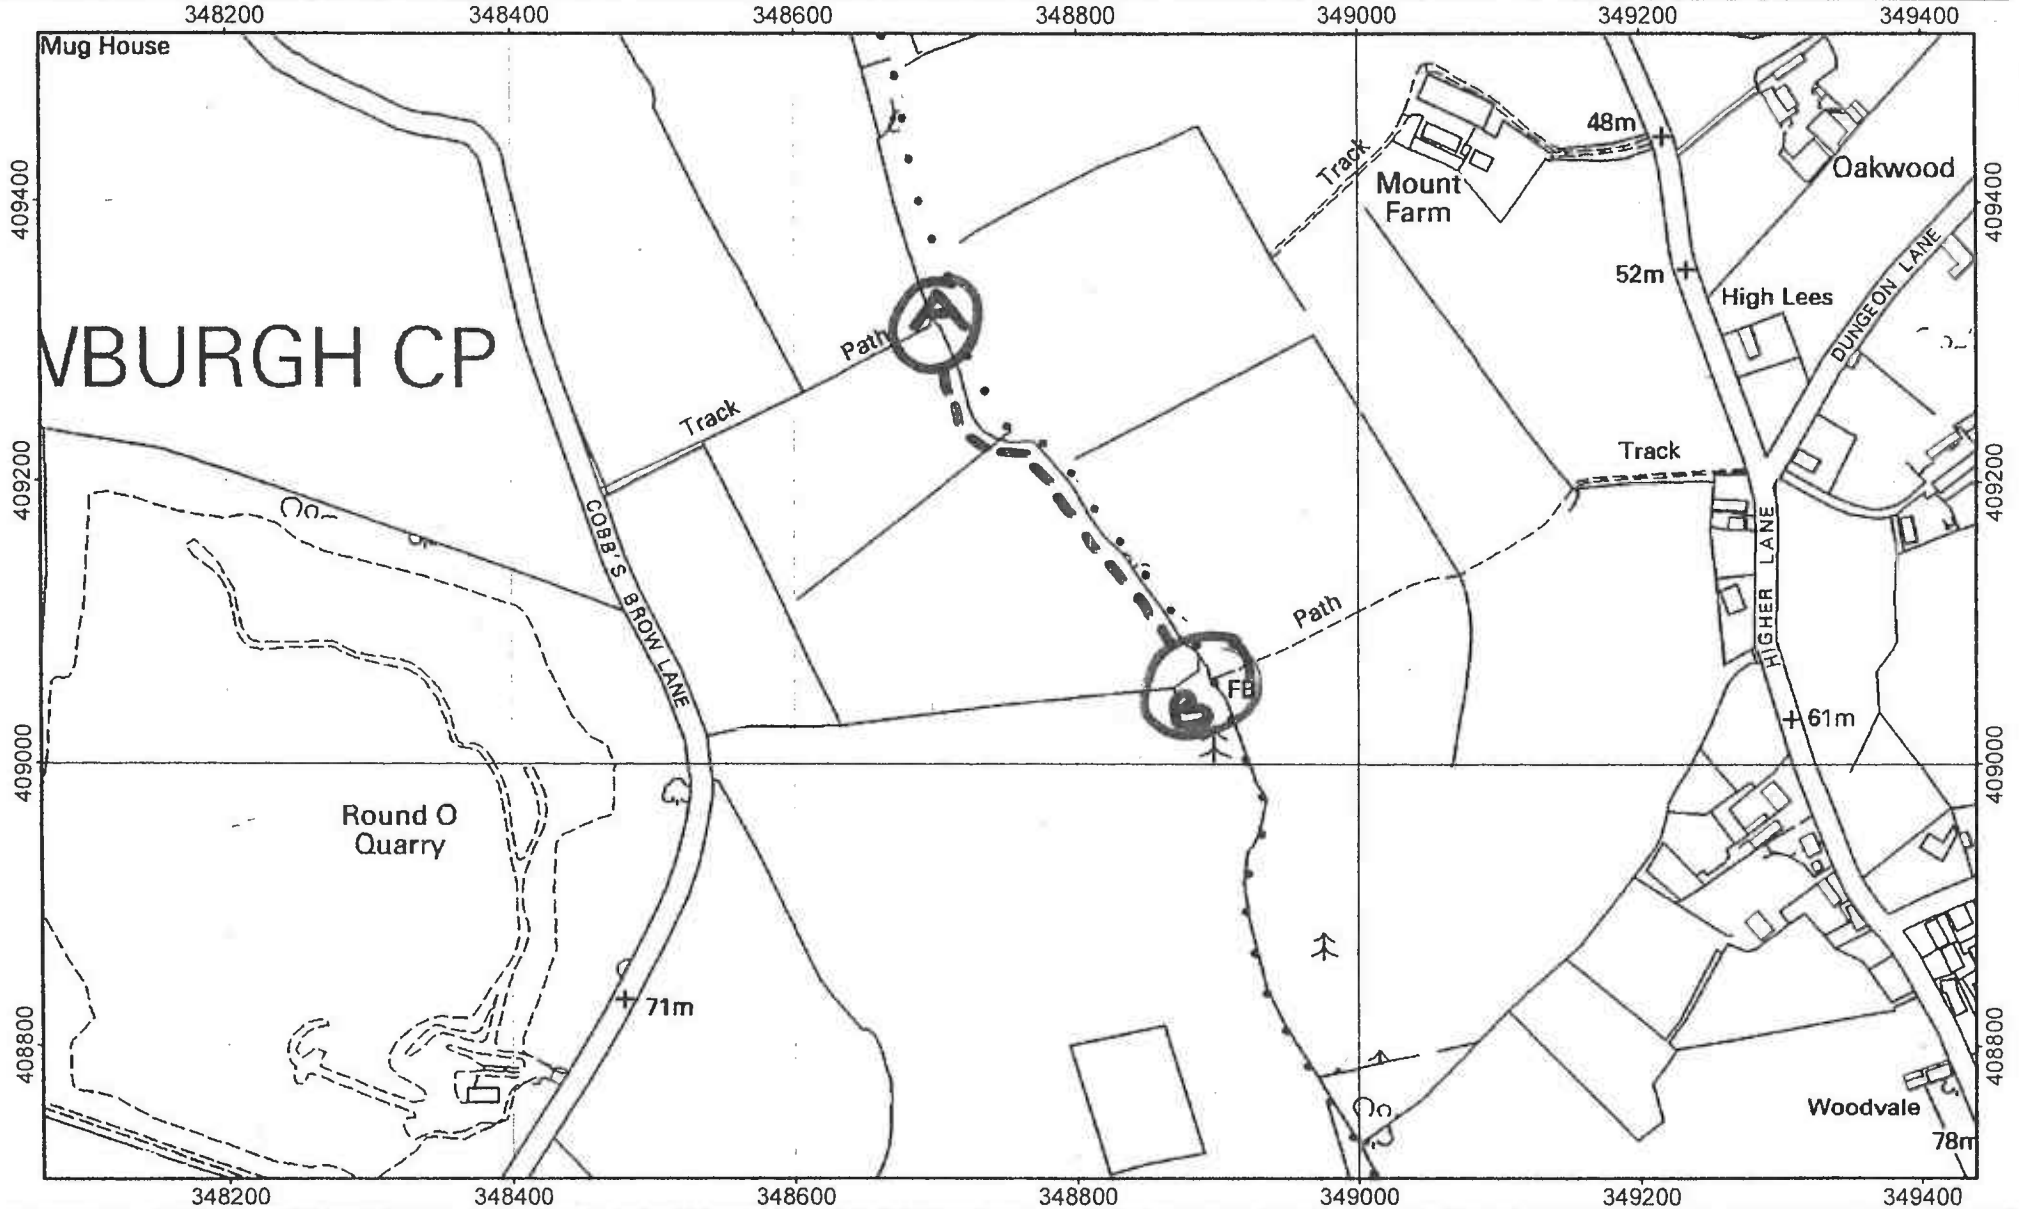 348200
348400
348600
348800
349000
349200
349400
Mug House
48m
409400
Track
Mount
Farm
Oakwood
409400
52m
High Lees
DUNGEON LANE
A
Path
VBURGH CP
Track
Track
409200
409200
COBB'S BROW LANE
HIGHER LANE
Path
FB
B
61m
409000
409000
Round O
Quarry
71m
408800
408800
Woodvale
78m
348200
348400
348600
348800
349000
349200
349400